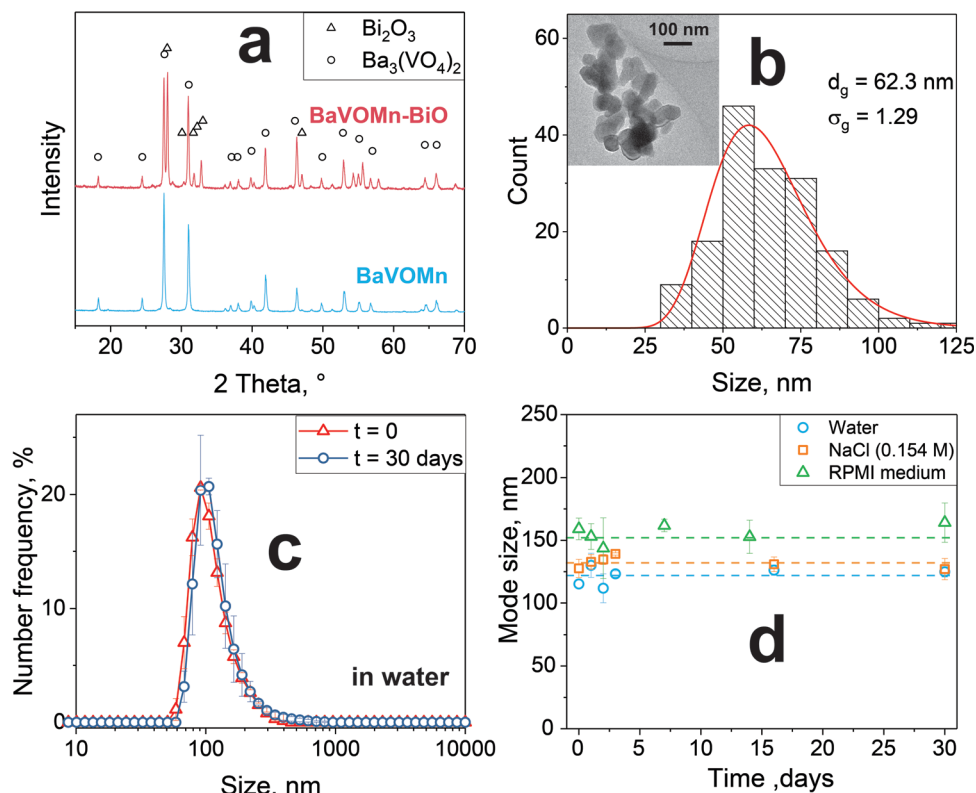 a
△ Bi₂O₃
○ Ba₃(VO₄)₂
BaVOMn-BiO
BaVOMn
Intensity
20 30 40 50 60 70
2 Theta, °
b
100 nm
d_g = 62.3 nm
σ_g = 1.29
Count
60
40
20
0
0 25 50 75 100 125
Size, nm
c
t = 0
t = 30 days
in water
Number frequency, %
20
10
0
10 100 1000 10000
Size, nm
d
Water
NaCl (0.154 M)
RPMI medium
Mode size, nm
250
200
150
100
50
0
0 5 10 15 20 25 30
Time ,days